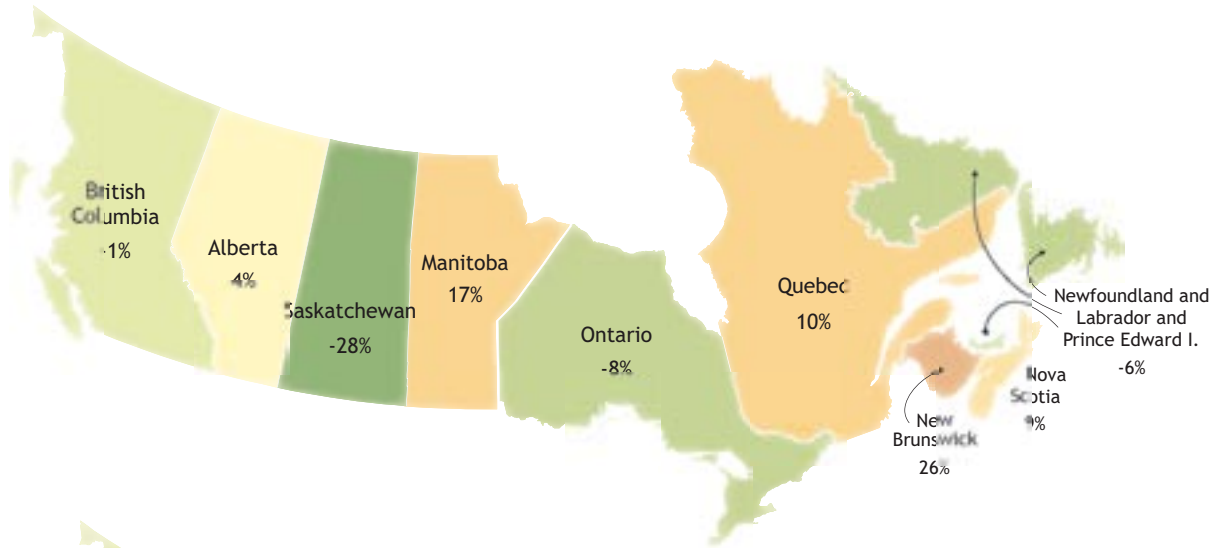 British
Columbia
-1%
Alberta
4%
Saskatchewan
-28%
Manitoba
17%
Ontario
-8%
Quebec
10%
Newfoundland and
Labrador and
Prince Edward I.
-6%
Nova
Scotia
New
Brunswick
26%